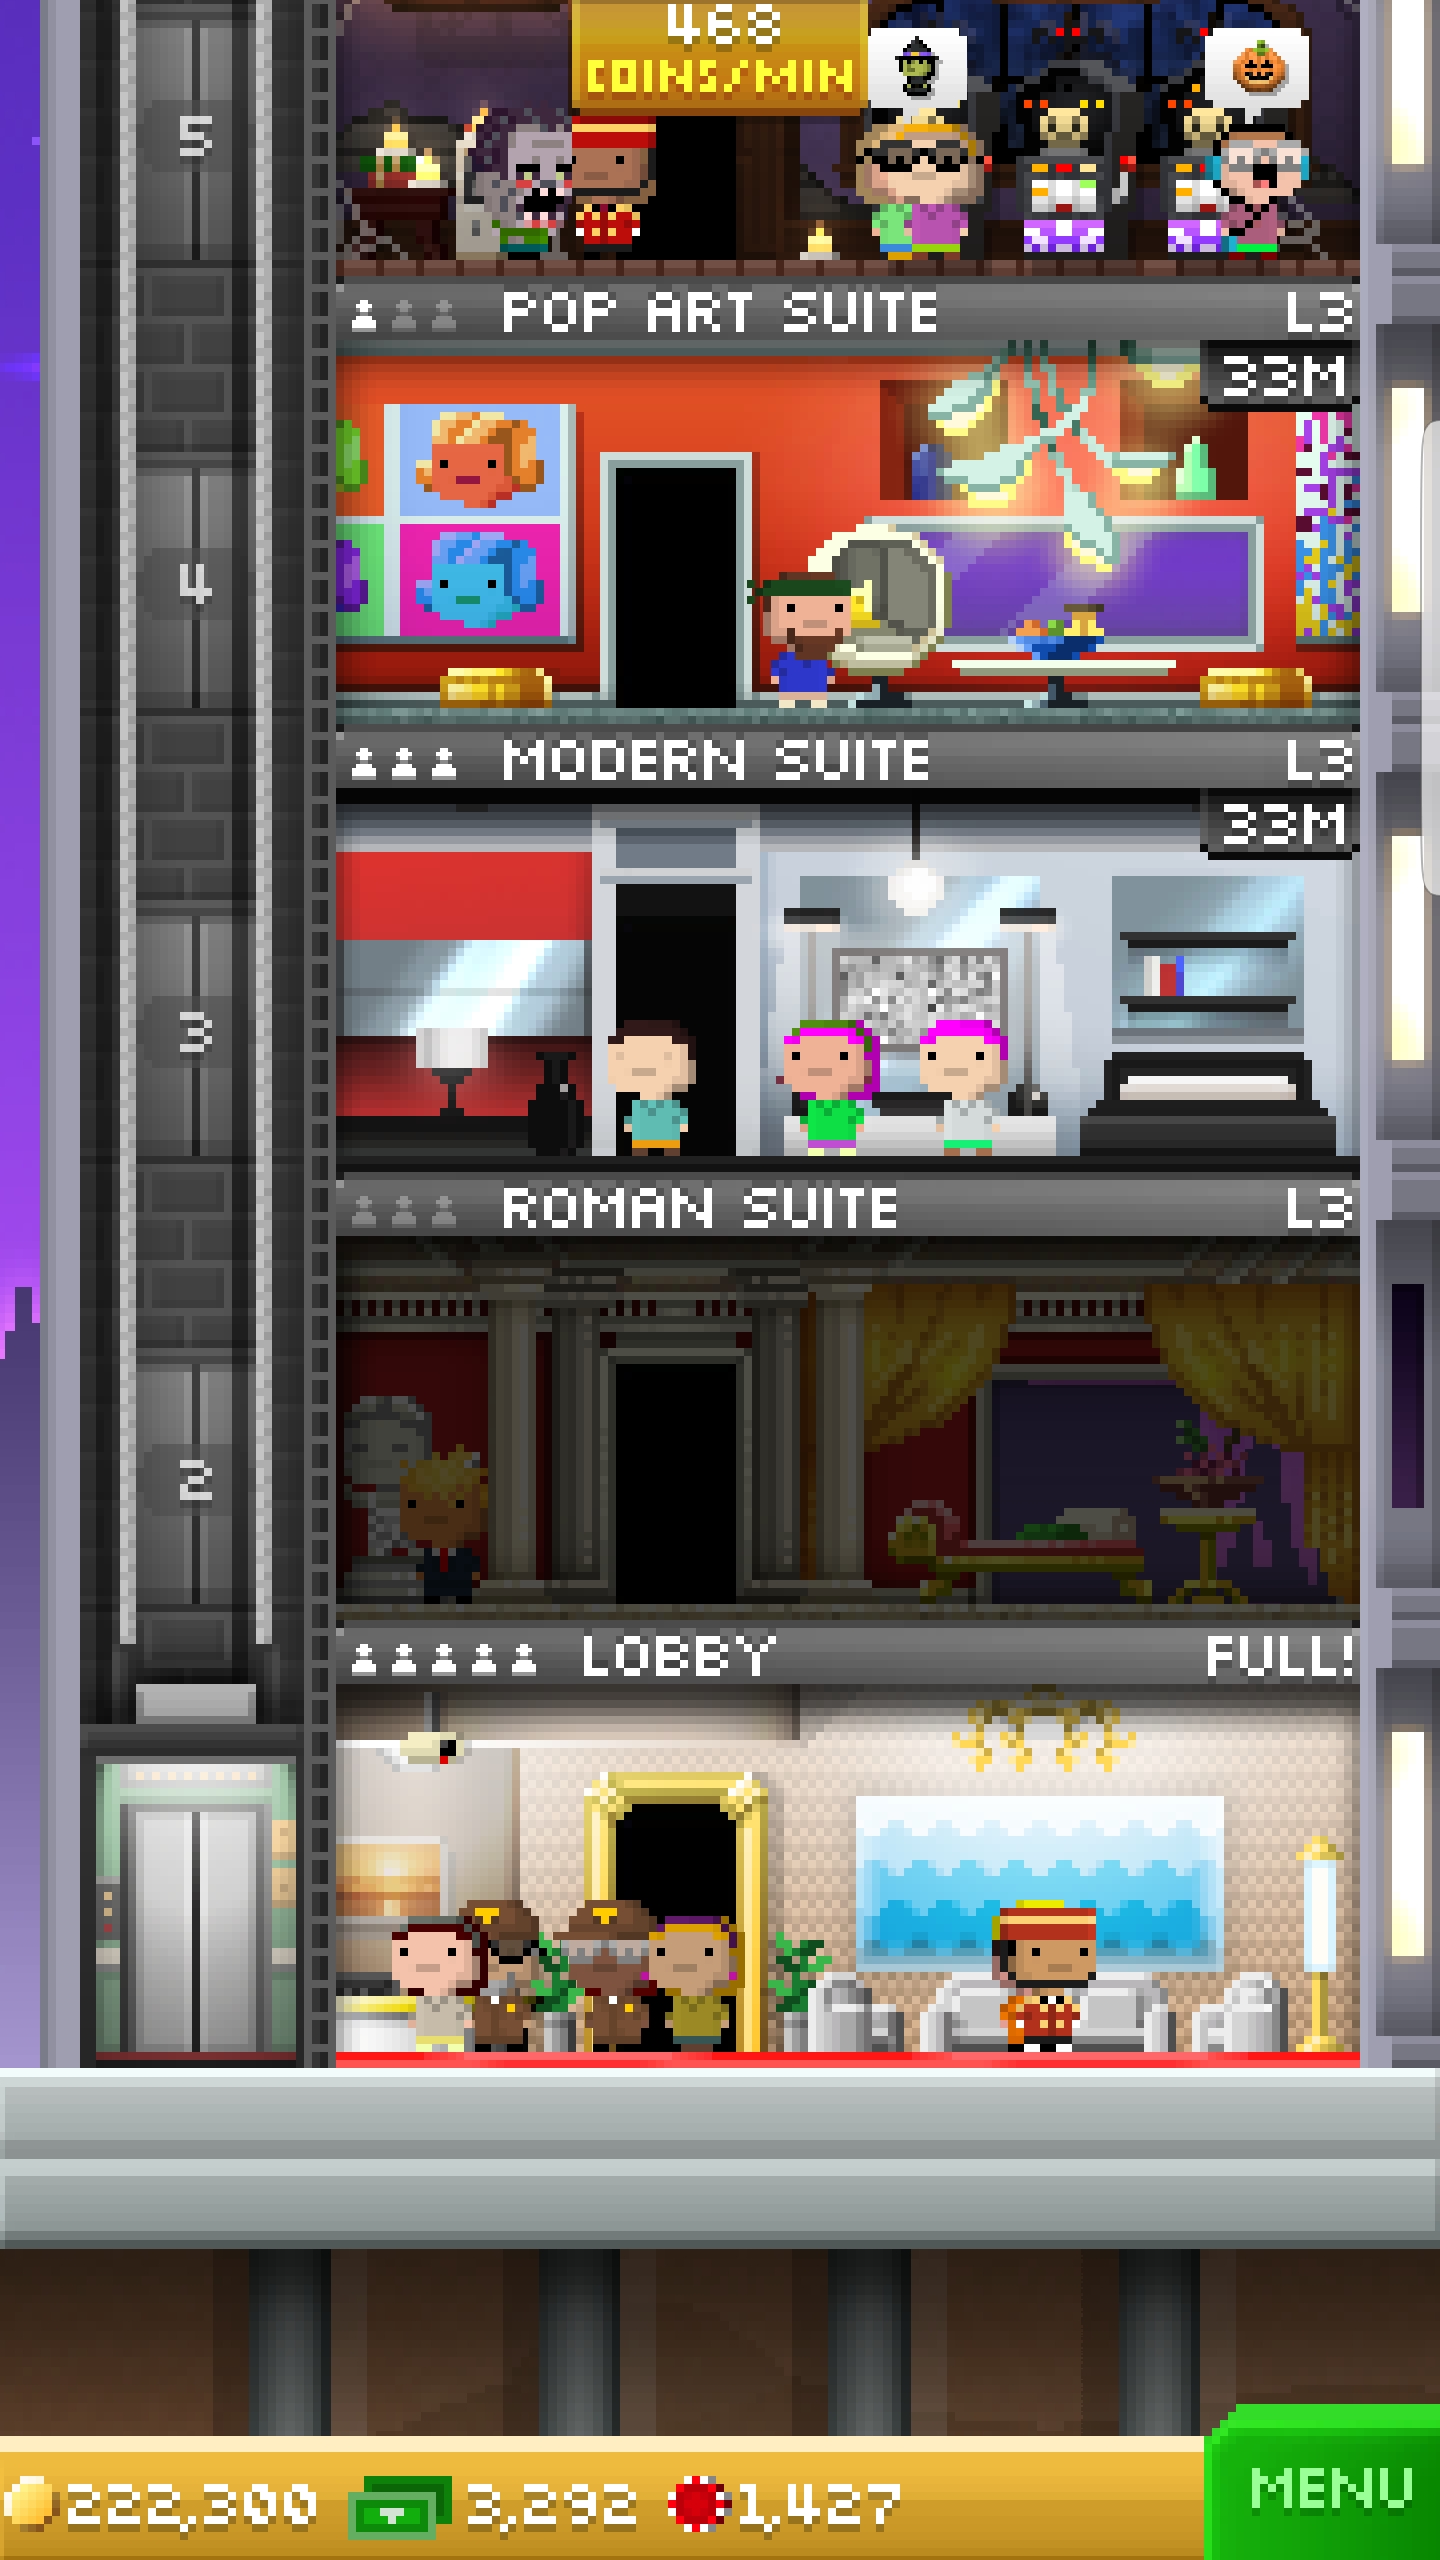 468
COINS/MIN
5
POP ART SUITE L3
33M
4
MODERN SUITE L3
33M
3
ROMAN SUITE L3
2
LOBBY FULL!
222,300 3,292 1,427
MENU